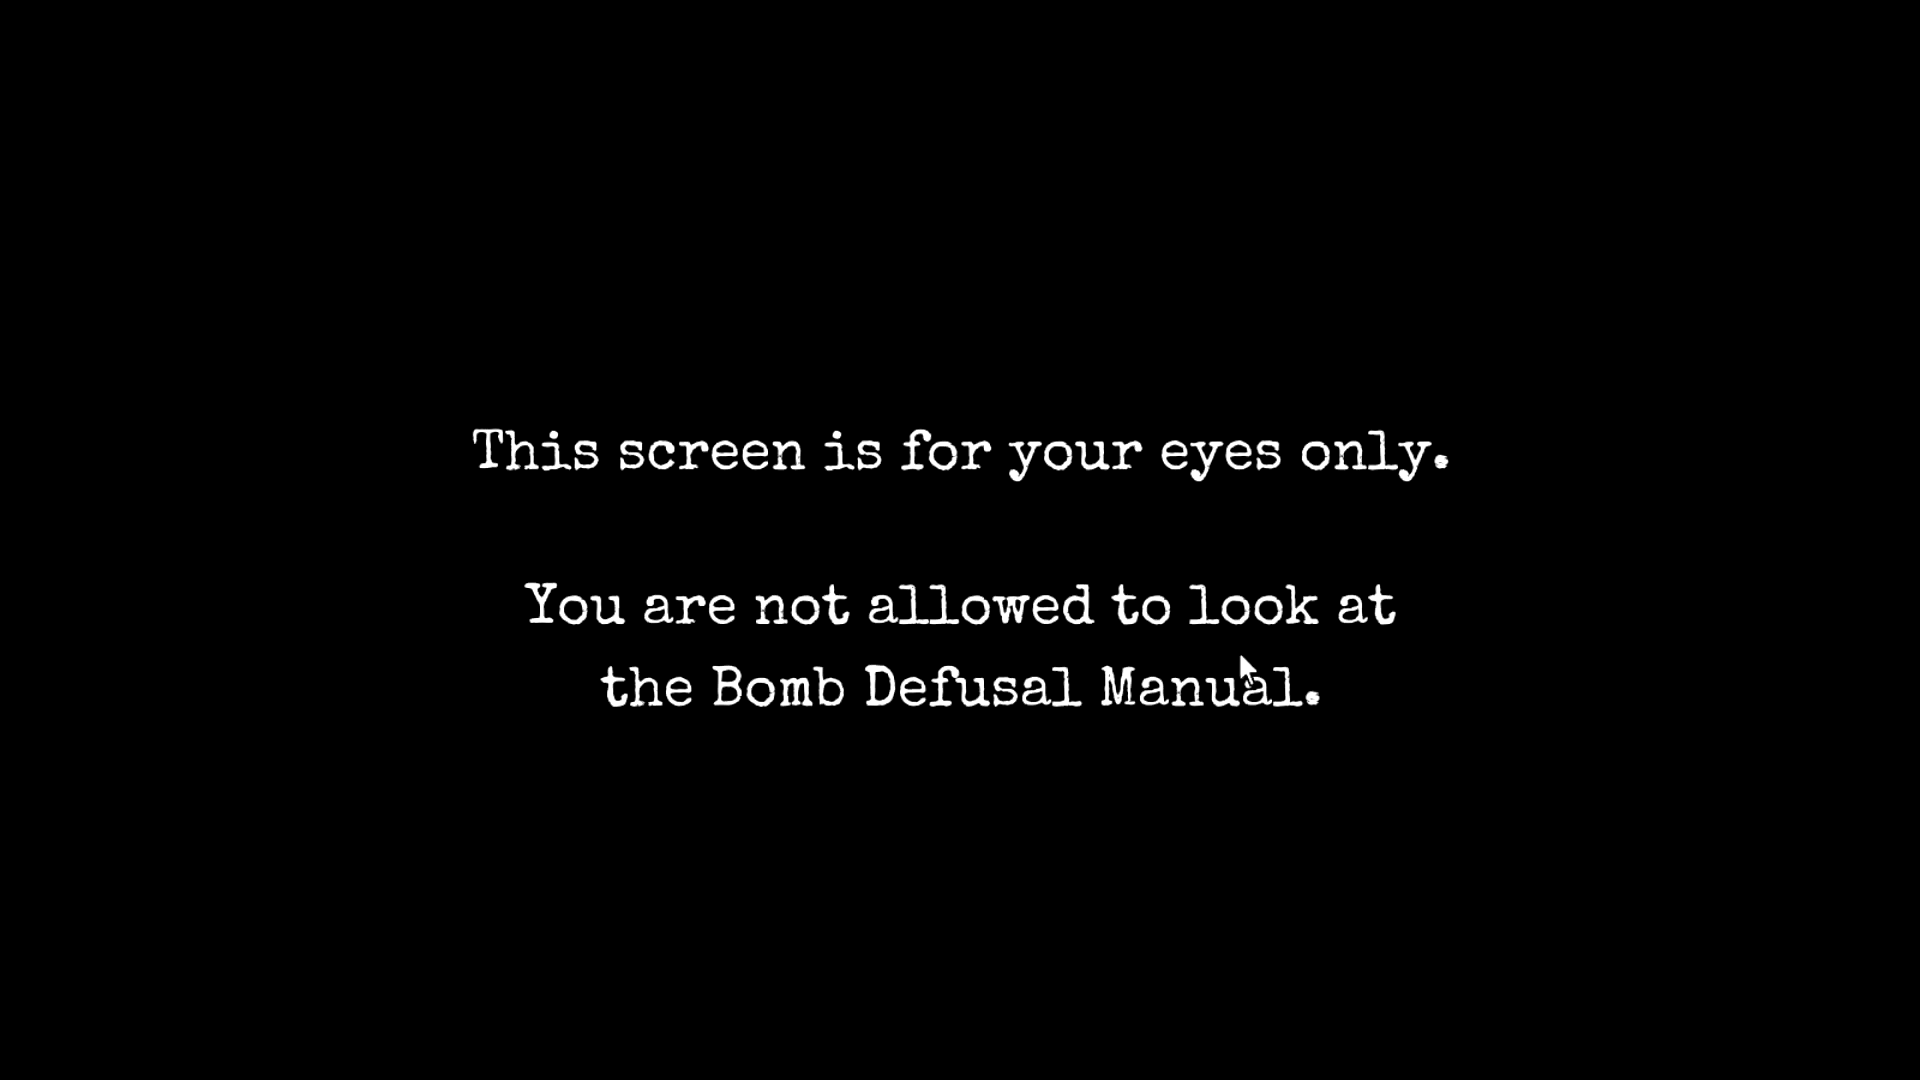 This screen is for your eyes only.
You are not allowed to look at
the Bomb Defusal Manual.